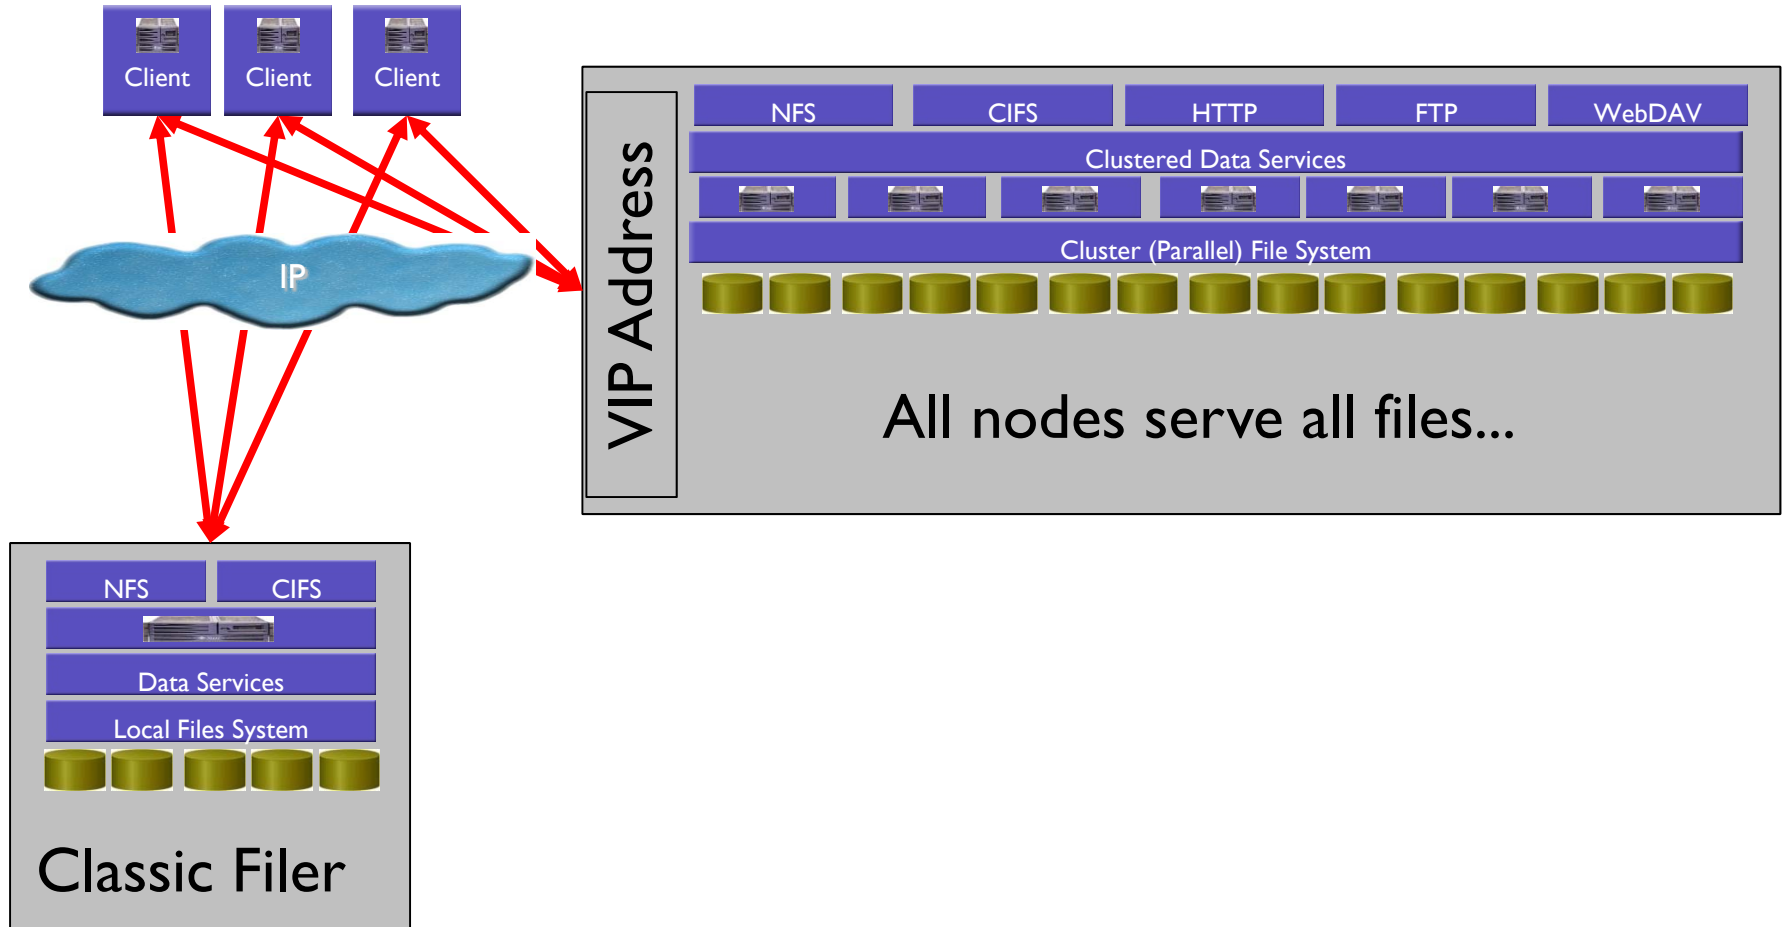 Client
Client
Client
IP
VIP Address
NFS
CIFS
HTTP
FTP
WebDAV
Clustered Data Services
Cluster (Parallel) File System
All nodes serve all files...
NFS
CIFS
Data Services
Local Files System
Classic Filer